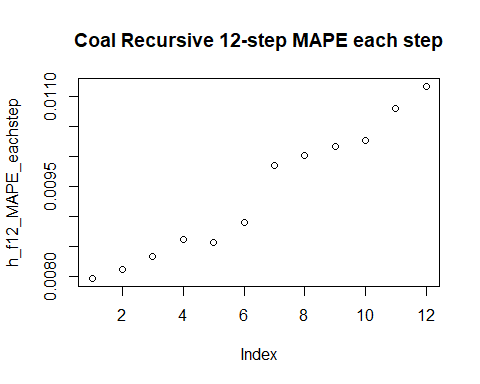 Coal Recursive 12-step MAPE each step
h_f12_MAPE_eachstep
0.0110
0.0095
0.0080
2 4 6 8 10 12
Index